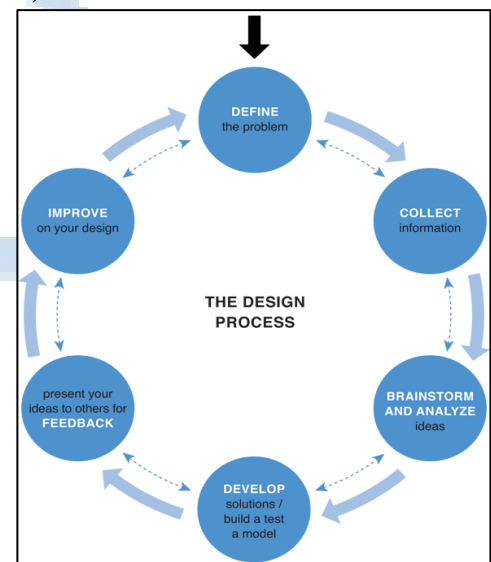 DEFINE
the problem
COLLECT
information
BRAINSTORM
AND ANALYZE
ideas
DEVELOP
solutions /
build a test
a model
present your
ideas to others for
FEEDBACK
IMPROVE
on your design
THE DESIGN
PROCESS